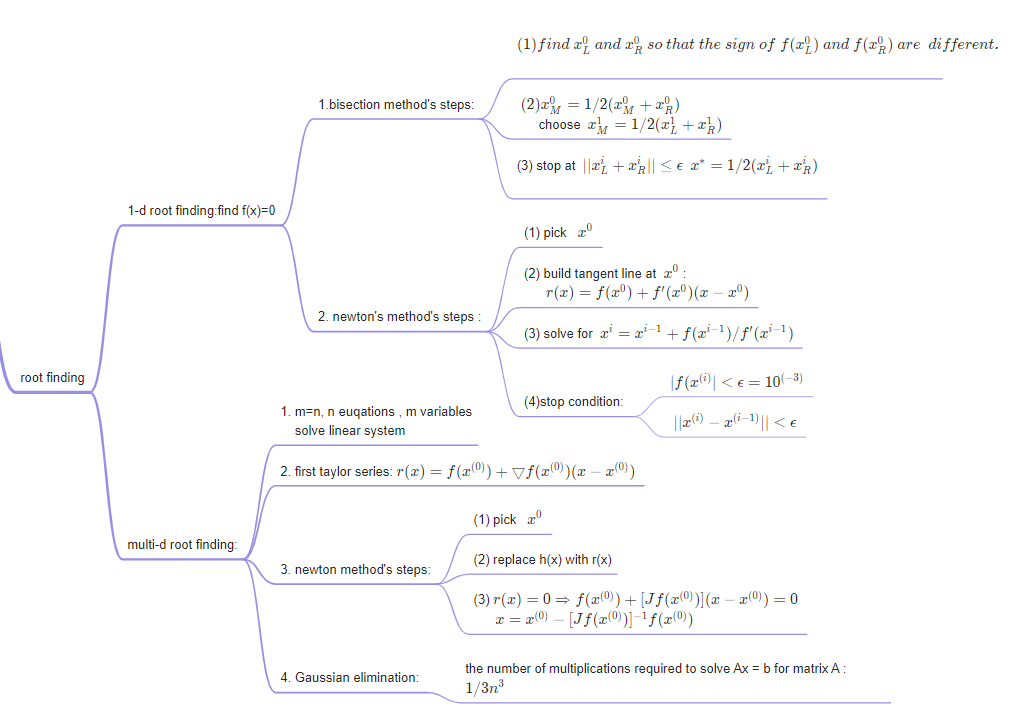 root finding
1-d root finding:find f(x)=0
1.bisection method's steps:
(1)find x_L^0 and x_R^0 so that the sign of f(x_L^0) and f(x_R^0) are different.
(2)x_M^0 = 1/2(x_M^0 + x_R^0)
choose x_M^1 = 1/2(x_L^1 + x_R^1)
(3) stop at ||x_L^i + x_R^i|| ≤ ϵ x^* = 1/2(x_L^i + x_R^i)
2. newton's method's steps :
(1) pick x^0
(2) build tangent line at x^0 :
r(x) = f(x^0) + f′(x^0)(x − x^0)
(3) solve for x^i = x^{i−1} + f(x^{i−1})/f′(x^{i−1})
(4)stop condition:
|f(x^{(i)}| < ϵ = 10^{(−3)}
||x^{(i)} − x^{(i−1)}|| < ϵ
multi-d root finding:
1. m=n, n euqations , m variables
solve linear system
2. first taylor series: r(x) = f(x^{(0)}) + ▽f(x^{(0)})(x − x^{(0)})
3. newton method's steps:
(1) pick x^0
(2) replace h(x) with r(x)
(3) r(x) = 0 ⇒ f(x^{(0)}) + [Jf(x^{(0)})](x − x^{(0)}) = 0
x = x^{(0)} − [Jf(x^{(0)})]^{−1}f(x^{(0)})
4. Gaussian elimination:
the number of multiplications required to solve Ax = b for matrix A :
1/3n^3